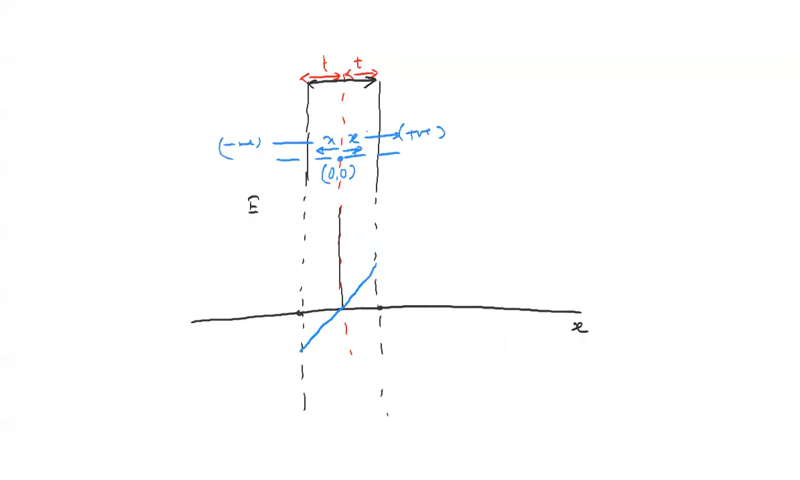 t t
(-ve) x x (+ve)
(0,0)
E
x